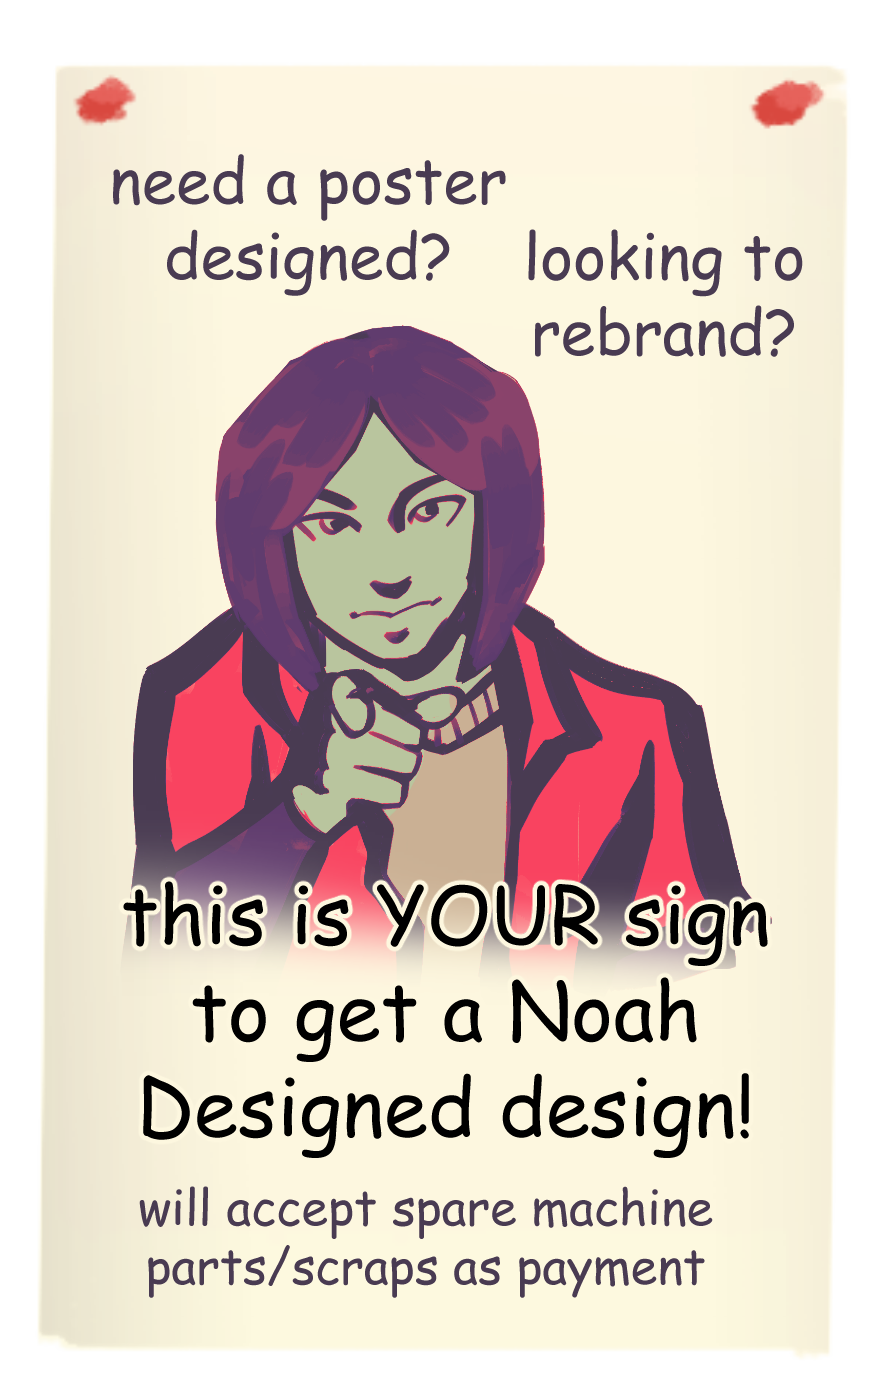 need a poster
designed?
looking to
rebrand?
this is YOUR sign
to get a Noah
Designed design!
will accept spare machine
parts/scraps as payment